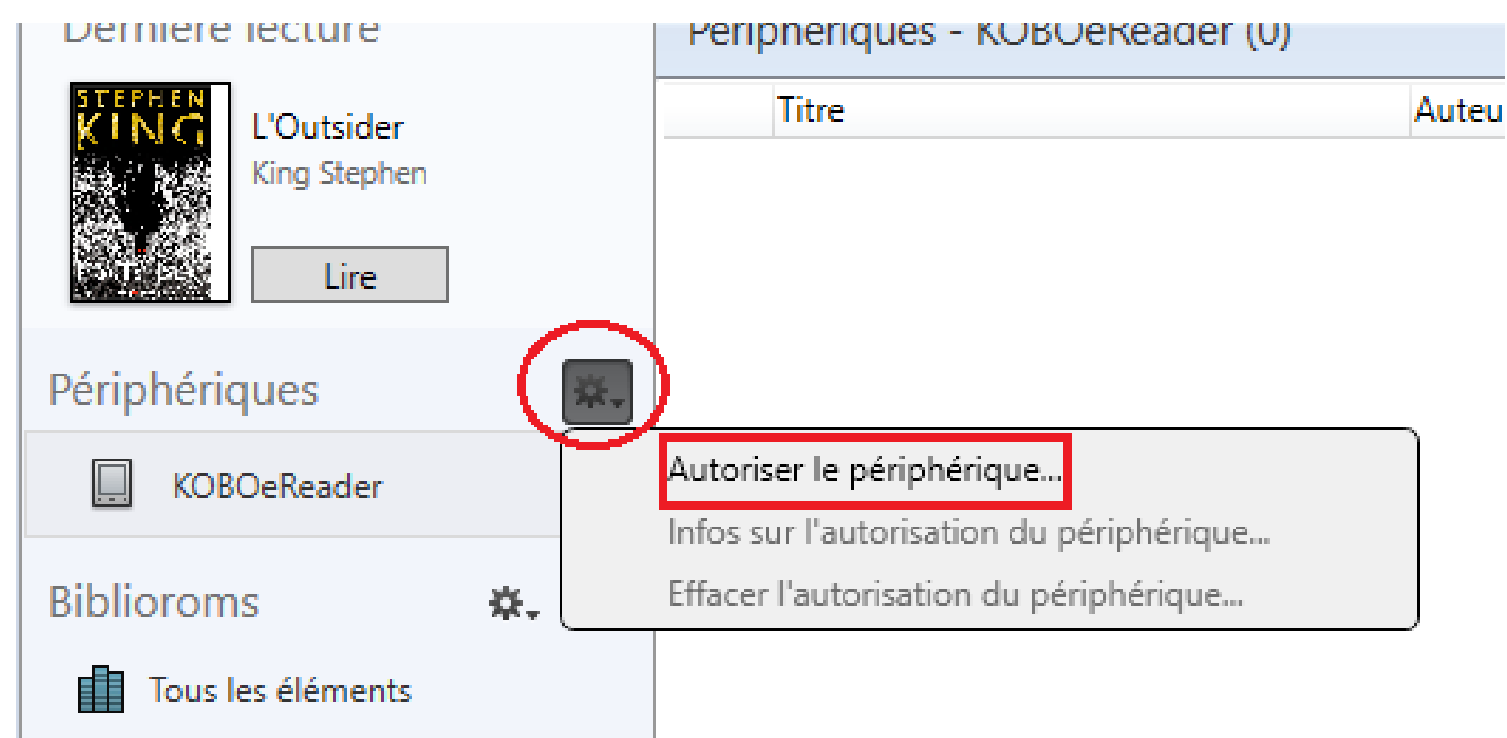 Dernière lecture
Périphériques - KOBOeReader (0)
Titre
Auteu
STEPHEN
KING
L'Outsider
King Stephen
Lire
Périphériques
KOBOeReader
Autoriser le périphérique...
Infos sur l'autorisation du périphérique...
Effacer l'autorisation du périphérique...
Biblioroms
Tous les éléments